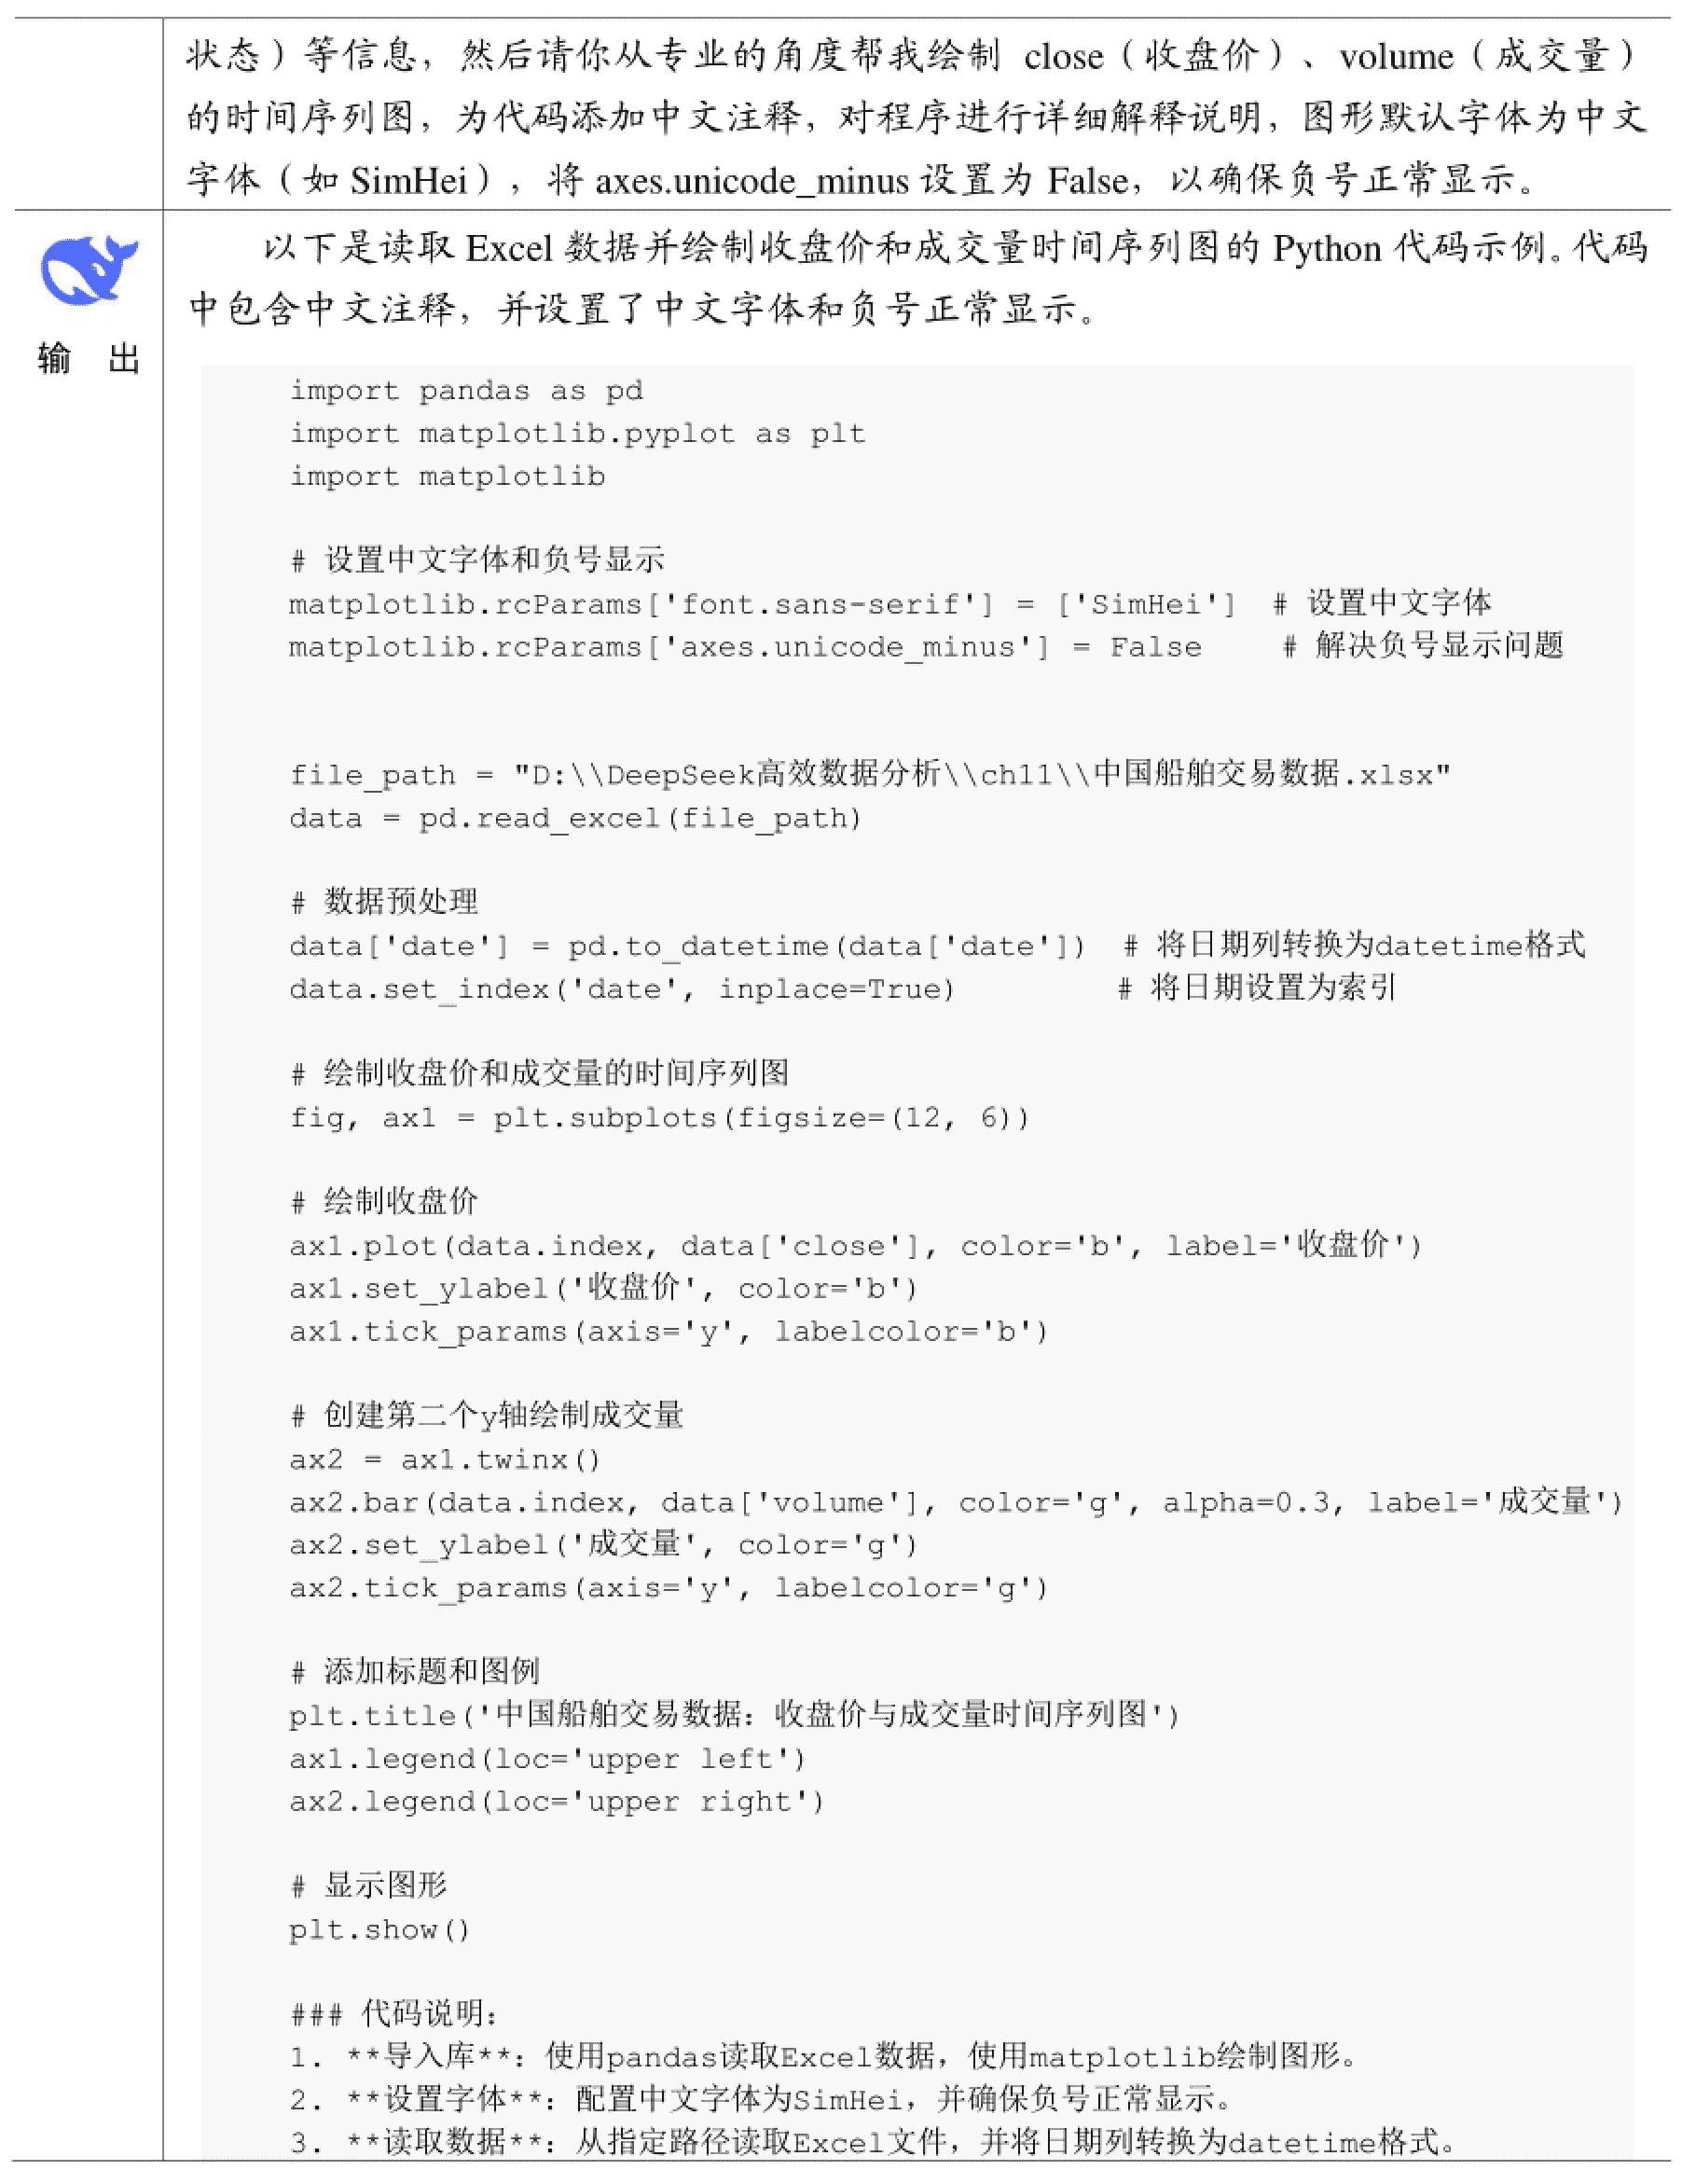 状态）等信息，然后请你从专业的角度帮我绘制 close（收盘价）、volume（成交量）
的时间序列图，为代码添加中文注释，对程序进行详细解释说明，图形默认字体为中文
字体（如 SimHei），将 axes.unicode_minus 设置为 False，以确保负号正常显示。
输 出
以下是读取 Excel 数据并绘制收盘价和成交量时间序列图的 Python 代码示例。代码
中包含中文注释，并设置了中文字体和负号正常显示。
import pandas as pd
import matplotlib.pyplot as plt
import matplotlib
# 设置中文字体和负号显示
matplotlib.rcParams['font.sans-serif'] = ['SimHei']  # 设置中文字体
matplotlib.rcParams['axes.unicode_minus'] = False    # 解决负号显示问题
file_path = "D:\\DeepSeek高效数据分析\\ch11\\中国船舶交易数据.xlsx"
data = pd.read_excel(file_path)
# 数据预处理
data['date'] = pd.to_datetime(data['date'])  # 将日期列转换为datetime格式
data.set_index('date', inplace=True)         # 将日期设置为索引
# 绘制收盘价和成交量的时间序列图
fig, ax1 = plt.subplots(figsize=(12, 6))
# 绘制收盘价
ax1.plot(data.index, data['close'], color='b', label='收盘价')
ax1.set_ylabel('收盘价', color='b')
ax1.tick_params(axis='y', labelcolor='b')
# 创建第二个y轴绘制成交量
ax2 = ax1.twinx()
ax2.bar(data.index, data['volume'], color='g', alpha=0.3, label='成交量')
ax2.set_ylabel('成交量', color='g')
ax2.tick_params(axis='y', labelcolor='g')
# 添加标题和图例
plt.title('中国船舶交易数据：收盘价与成交量时间序列图')
ax1.legend(loc='upper left')
ax2.legend(loc='upper right')
# 显示图形
plt.show()
### 代码说明：
1. **导入库**：使用pandas读取Excel数据，使用matplotlib绘制图形。
2. **设置字体**：配置中文字体为SimHei，并确保负号正常显示。
3. **读取数据**：从指定路径读取Excel文件，并将日期列转换为datetime格式。